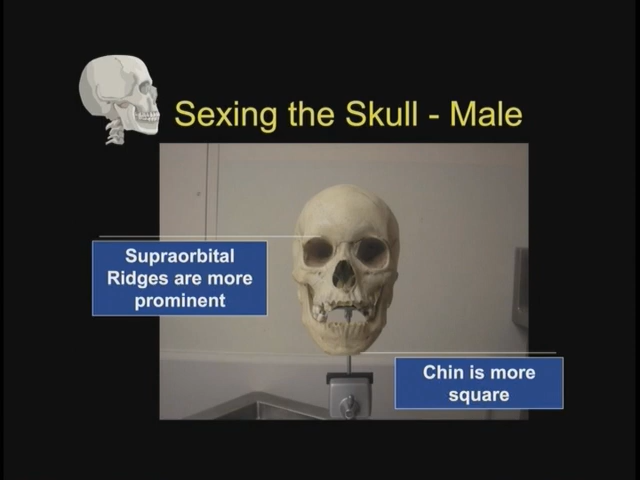 Sexing the Skull - Male
Supraorbital
Ridges are more
prominent
Chin is more
square